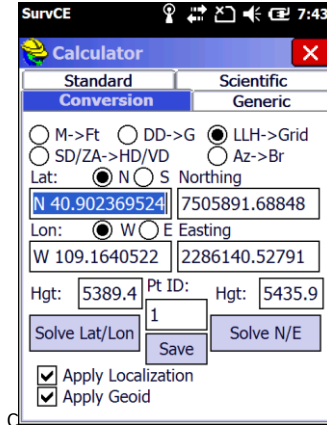 SurvCE 7:43
Calculator
Standard Scientific
Conversion Generic
M->Ft DD->G LLH->Grid
SD/ZA->HD/VD Az->Br
Lat: N S Northing
N 40.902369524 7505891.68848
Lon: W E Easting
W 109.1640522 2286140.52791
Hgt: 5389.4 Pt ID: Hgt: 5435.9
1
Solve Lat/Lon Save Solve N/E
Apply Localization
Apply Geoid
C